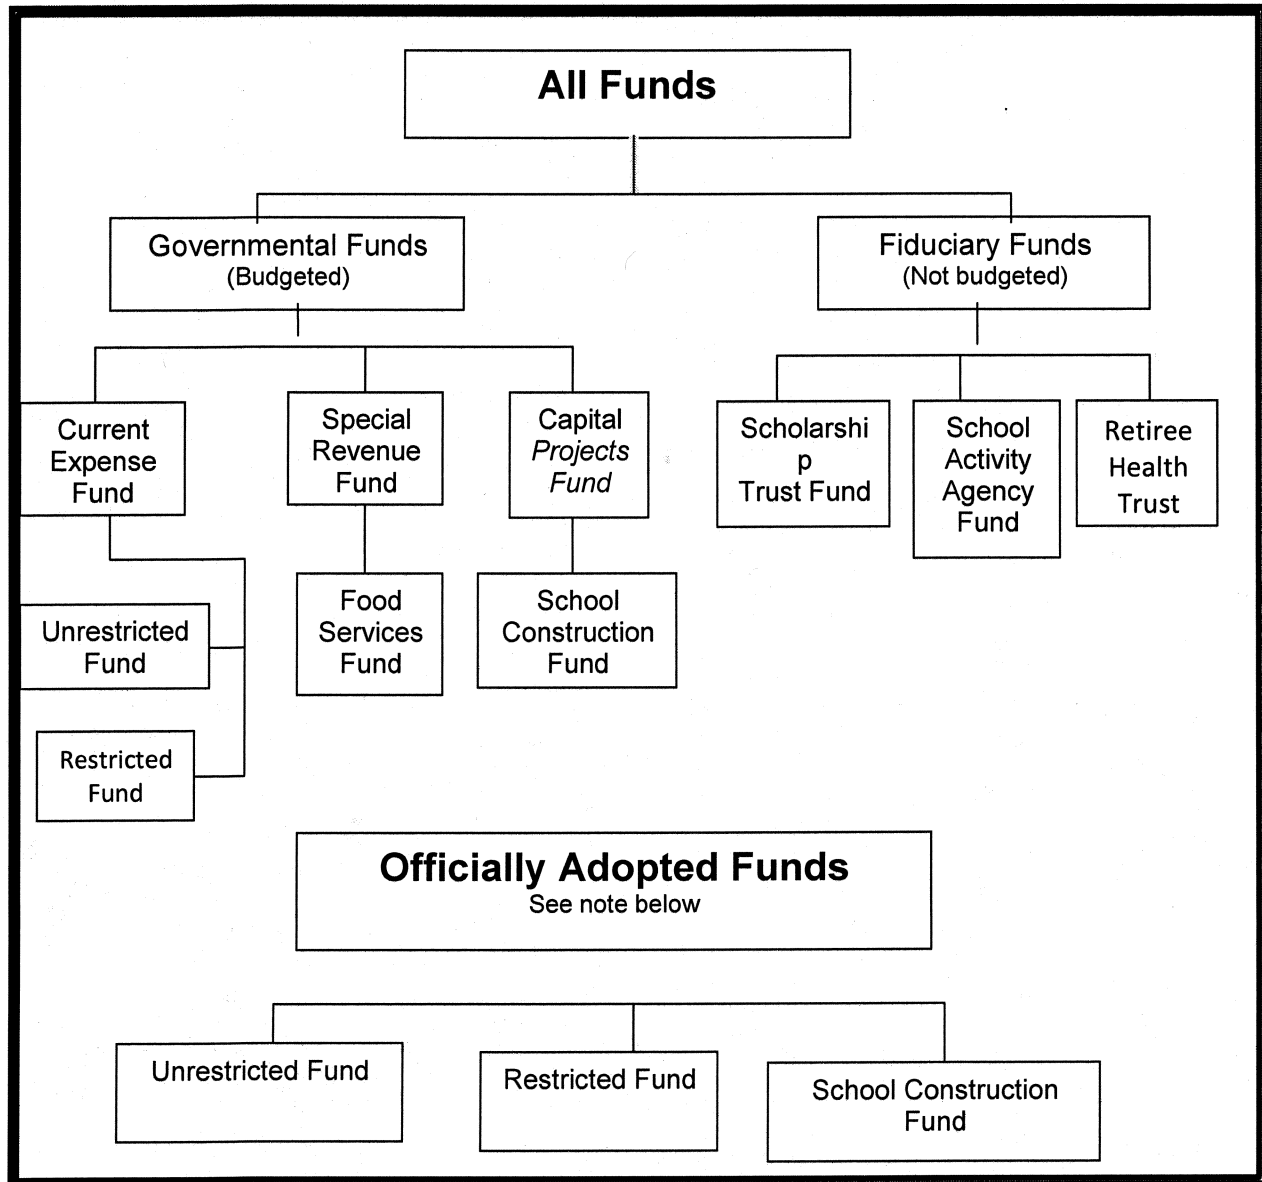 All Funds
Governmental Funds
(Budgeted)
Fiduciary Funds
(Not budgeted)
Current
Expense
Fund
Special
Revenue
Fund
Capital
Projects
Fund
Scholarshi
p
Trust Fund
School
Activity
Agency
Fund
Retiree
Health
Trust
Unrestricted
Fund
Food
Services
Fund
School
Construction
Fund
Restricted
Fund
Officially Adopted Funds
See note below
Unrestricted Fund
Restricted Fund
School Construction
Fund